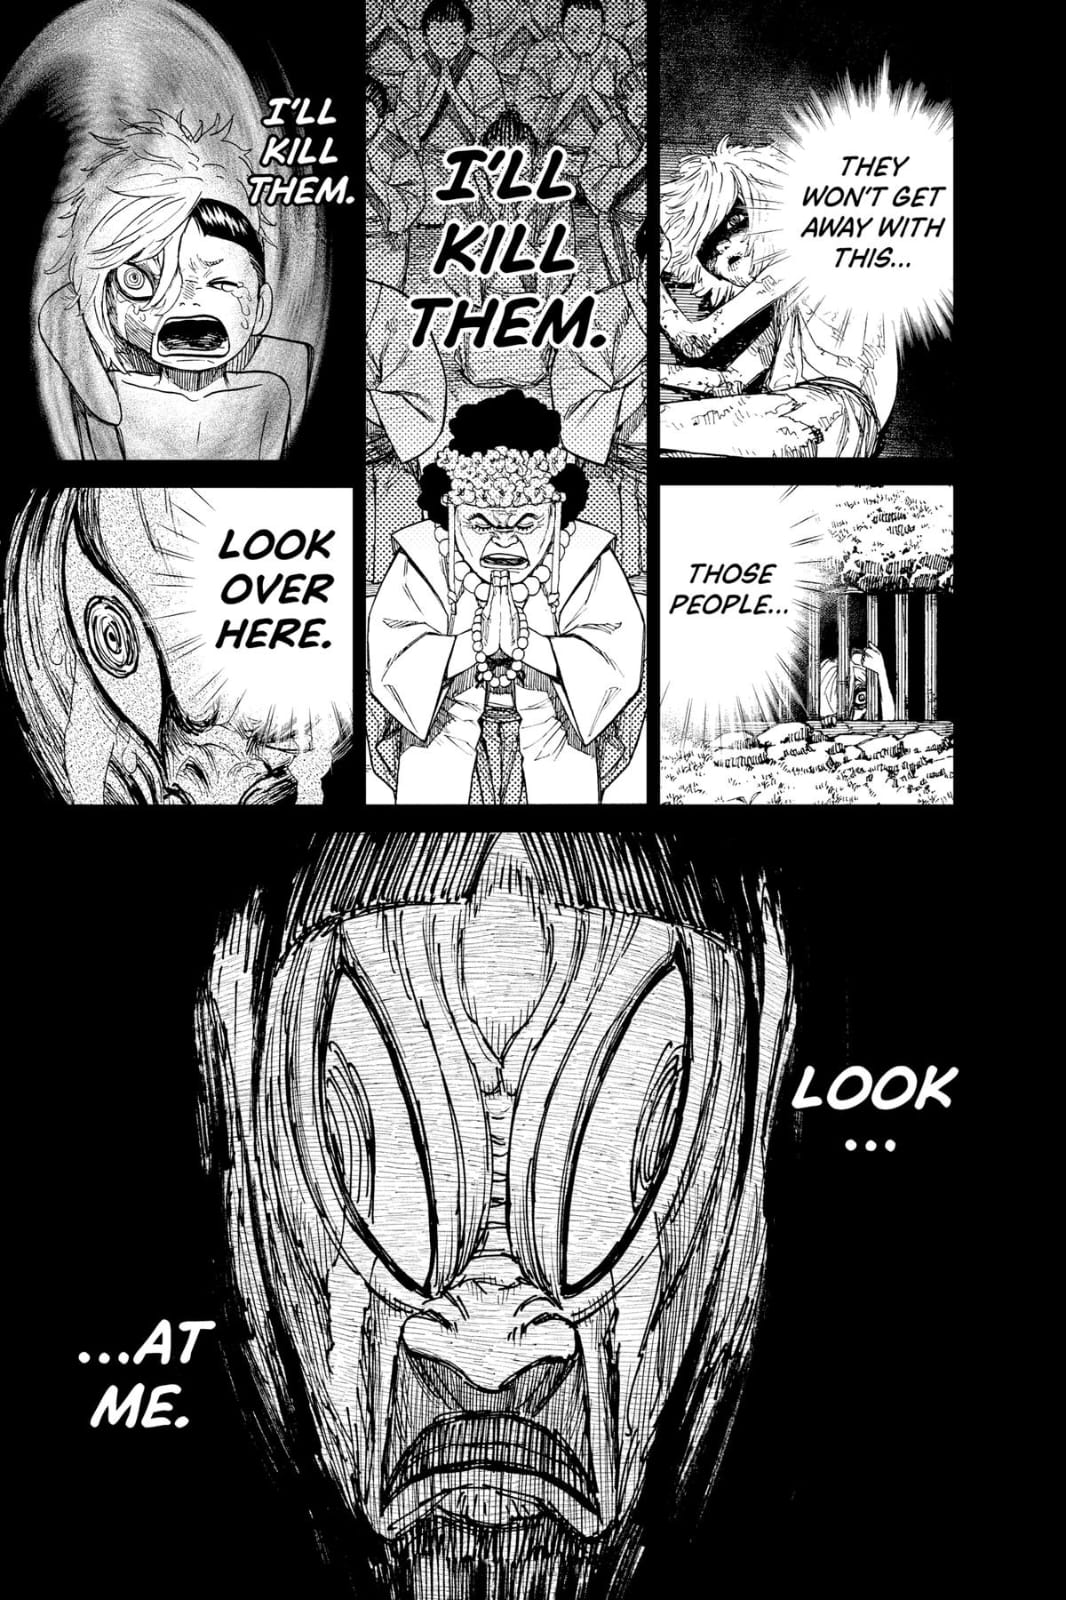 THEY
WON'T GET
AWAY WITH
THIS...
THOSE
PEOPLE...
I'LL
KILL
THEM.
I'LL
KILL
THEM.
LOOK
OVER
HERE.
LOOK
...
...AT
ME.